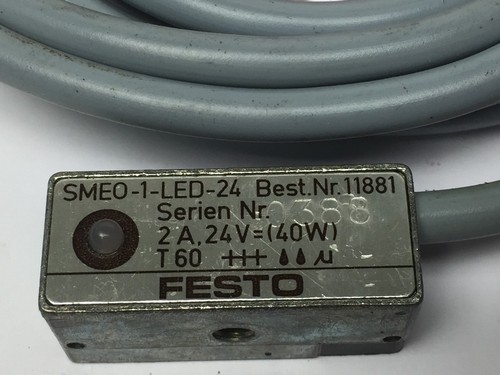 SMEO-1-LED-24 Best.Nr.11881
Serien Nr. 0388
2 A, 24V=(40W)
T 60
FESTO